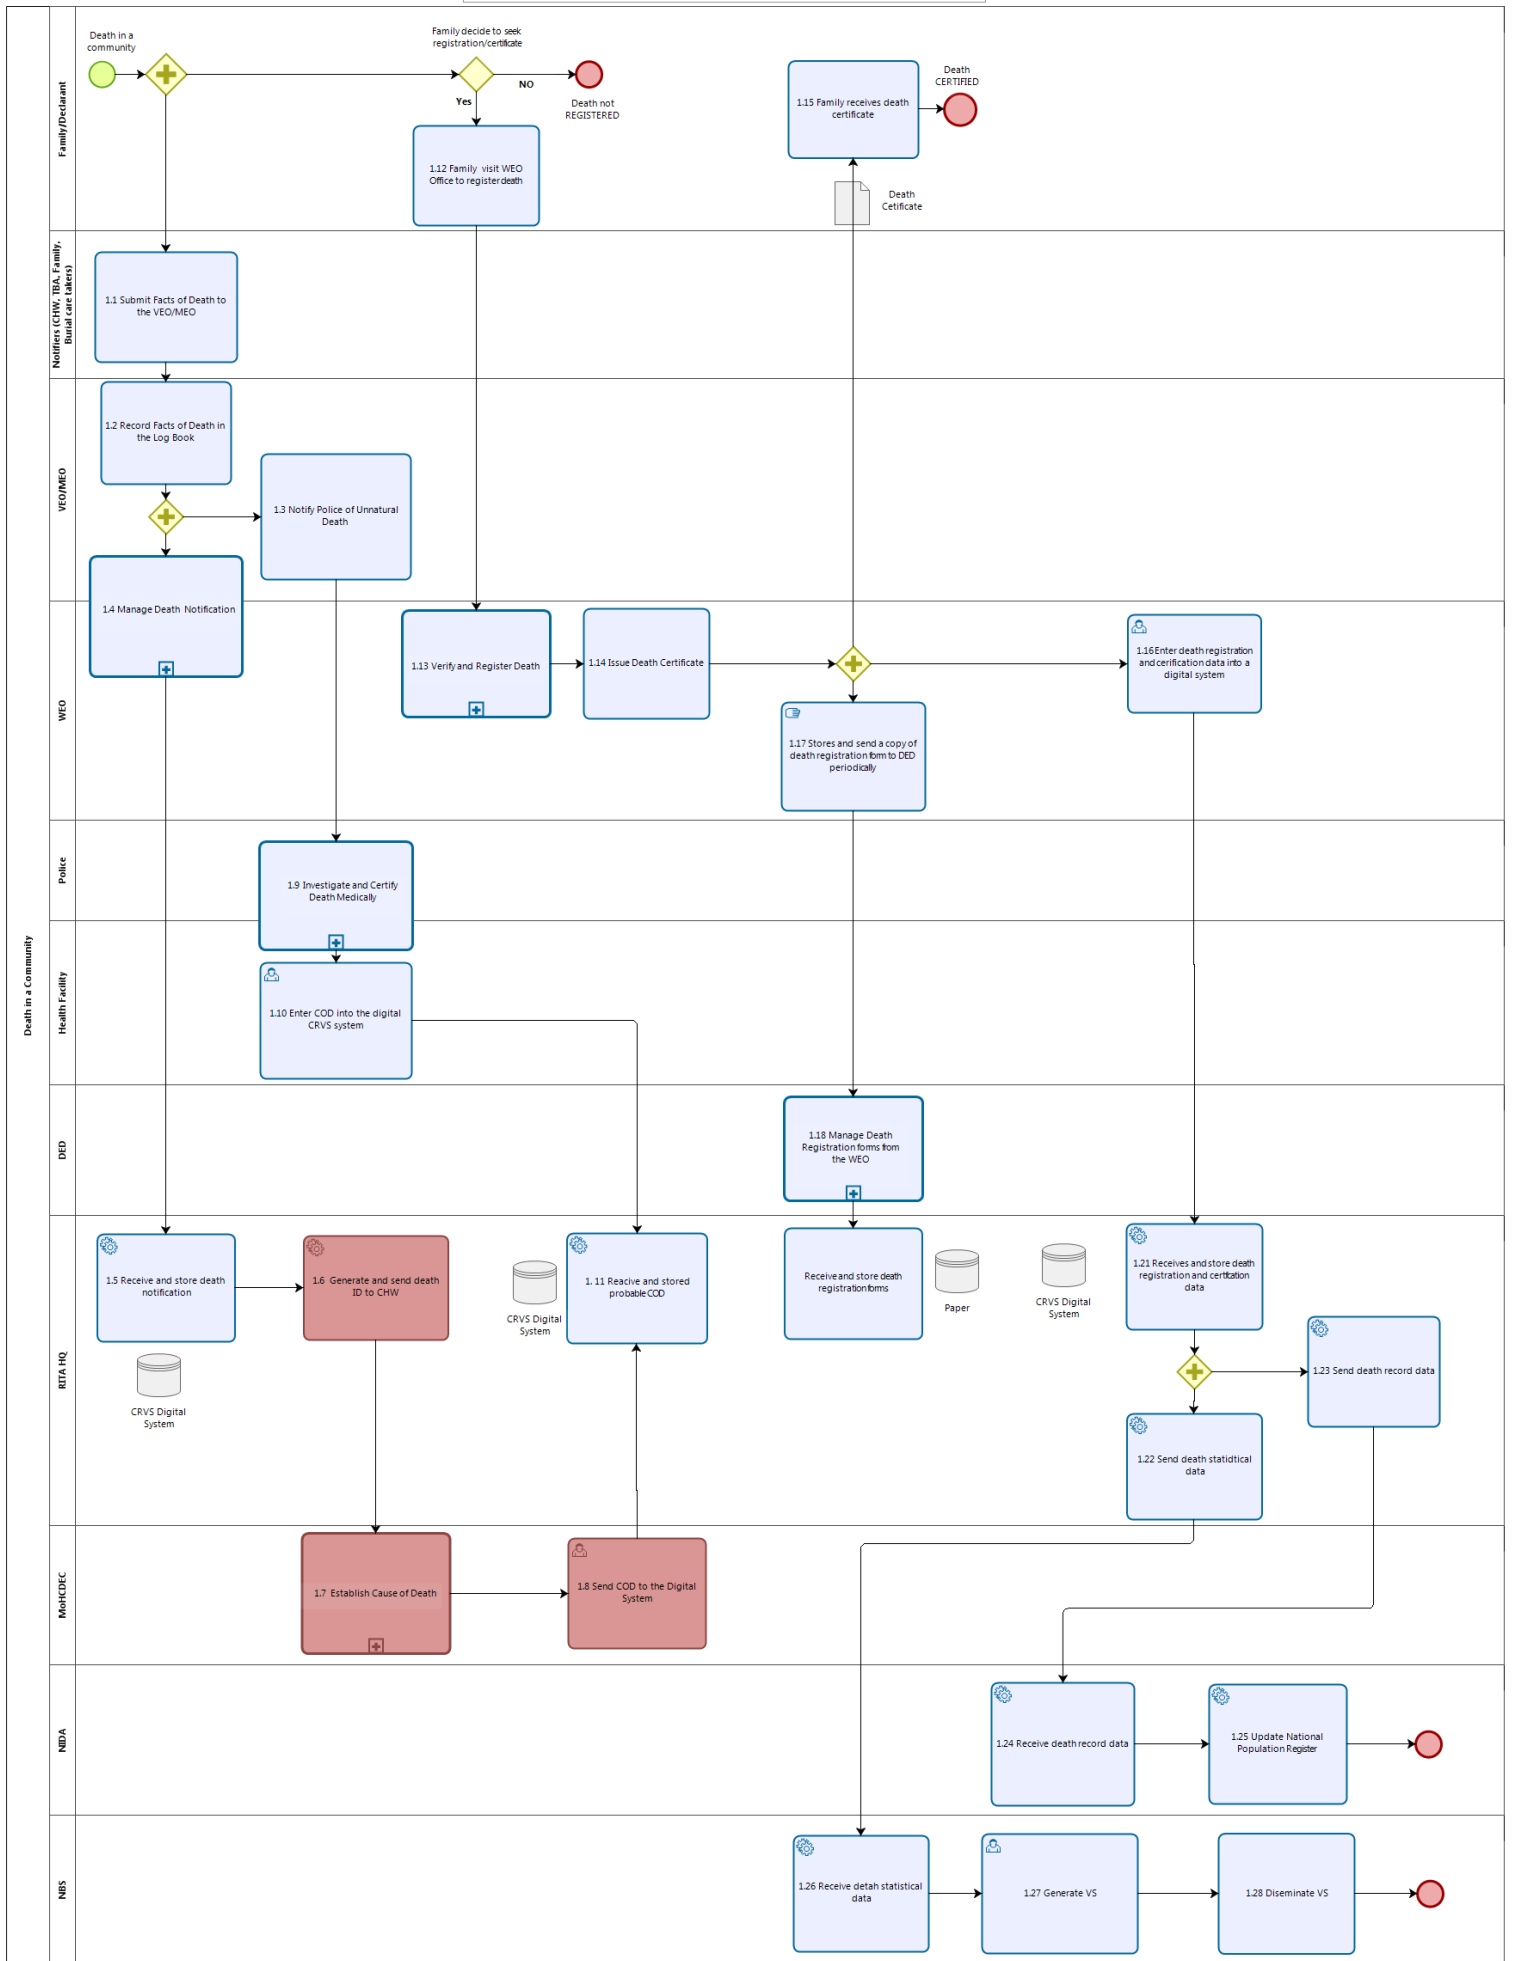 Death in a Community
Family/Declarant
Death in a
community
Family decide to seek
registration/certificate
NO
Yes
Death not
REGISTERED
1.12 Family visit WEO
Office to register death
1.15 Family receives death
certificate
Death
CERTIFIED
Death
Cetificate
Notifiers (CHW, TBA, Family,
Burial care takers)
1.1 Submit Facts of Death to
the VEO/MEO
VEO/MEO
1.2 Record Facts of Death in
the Log Book
1.3 Notify Police of Unnatural
Death
1.4 Manage Death Notification
WEO
1.13 Verify and Register Death
1.14 Issue Death Certificate
1.16 Enter death registration
and cerification data into a
digital system
1.17 Stores and send a copy of
death registration form to DED
periodically
Police
1.9 Investigate and Certify
Death Medically
Health Facility
1.10 Enter COD into the digital
CRVS system
DED
1.18 Manage Death
Registration forms from
the WEO
RITA HQ
1.5 Receive and store death
notification
CRVS Digital
System
1.6 Generate and send death
ID to CHW
CRVS Digital
System
1. 11 Reacive and stored
probable COD
Receive and store death
registration forms
Paper
CRVS Digital
System
1.21 Receives and store death
registration and certfcation
data
1.23 Send death record data
1.22 Send death statidtical
data
MoHCDEC
1.7 Establish Cause of Death
1.8 Send COD to the Digital
System
NIDA
1.24 Receive death record data
1.25 Update National
Population Register
NBS
1.26 Receive detah statistical
data
1.27 Generate VS
1.28 Diseminate VS